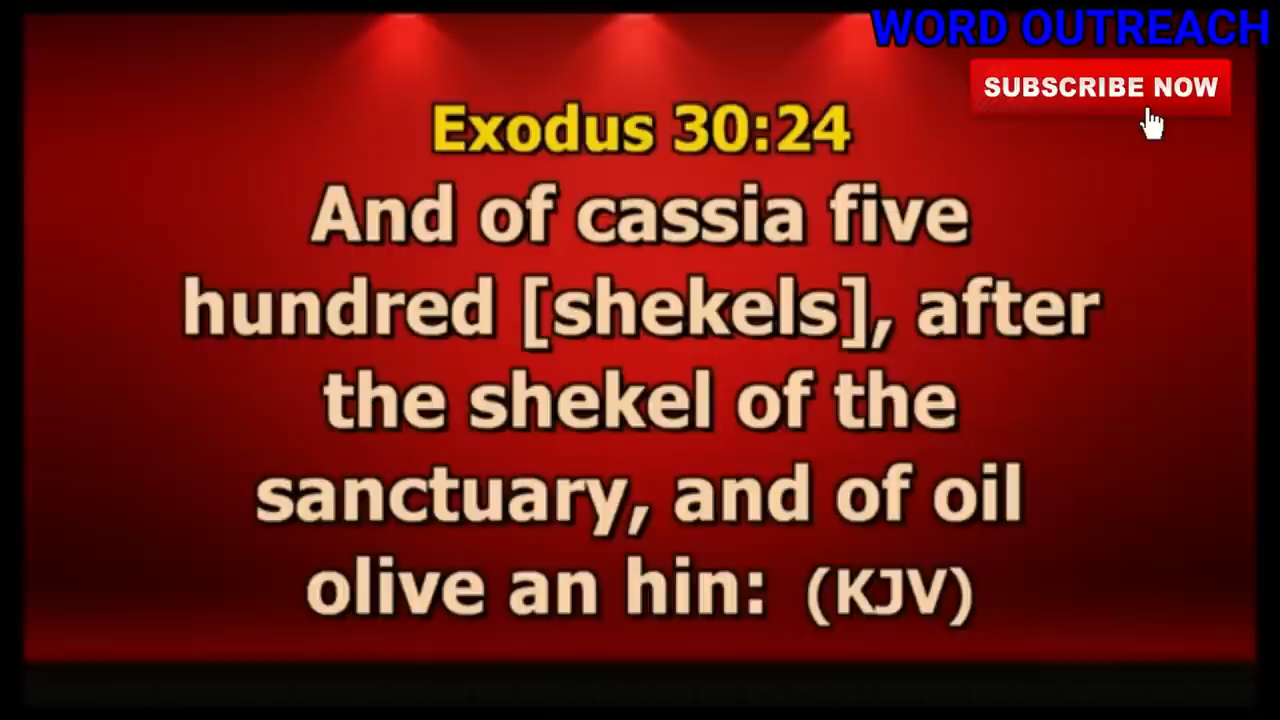 WORD OUTREACH
SUBSCRIBE NOW
Exodus 30:24
And of cassia five
hundred [shekels], after
the shekel of the
sanctuary, and of oil
olive an hin: (KJV)